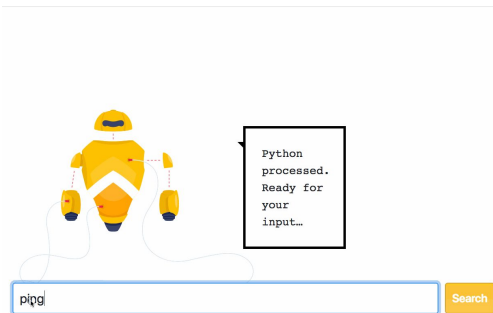 Python
processed.
Ready for
your
input…
ping
Search